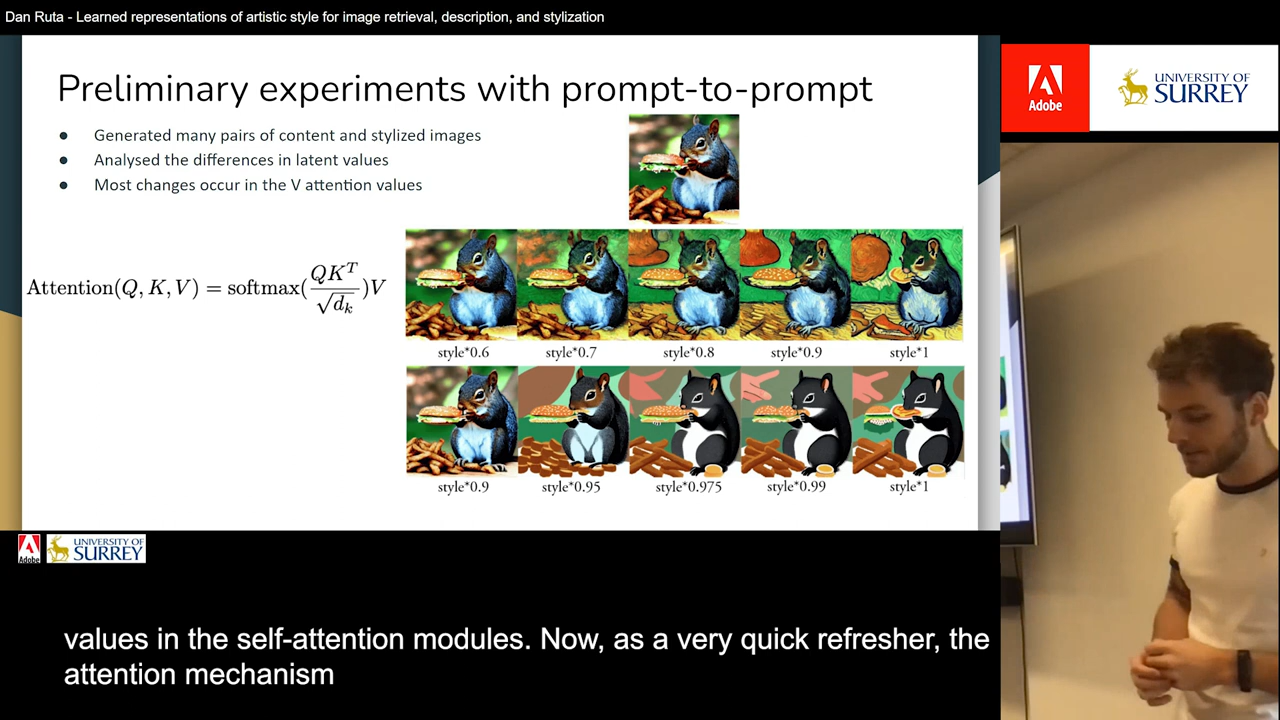 Dan Ruta - Learned representations of artistic style for image retrieval, description, and stylization
Preliminary experiments with prompt-to-prompt
● Generated many pairs of content and stylized images
● Analysed the differences in latent values
● Most changes occur in the V attention values
Attention(Q, K, V) = softmax(QK^T/√d_k)V
style*0.6 style*0.7 style*0.8 style*0.9 style*1
style*0.9 style*0.95 style*0.975 style*0.99 style*1
Adobe
UNIVERSITY OF
SURREY
Adobe
UNIVERSITY OF
SURREY
values in the self-attention modules. Now, as a very quick refresher, the
attention mechanism